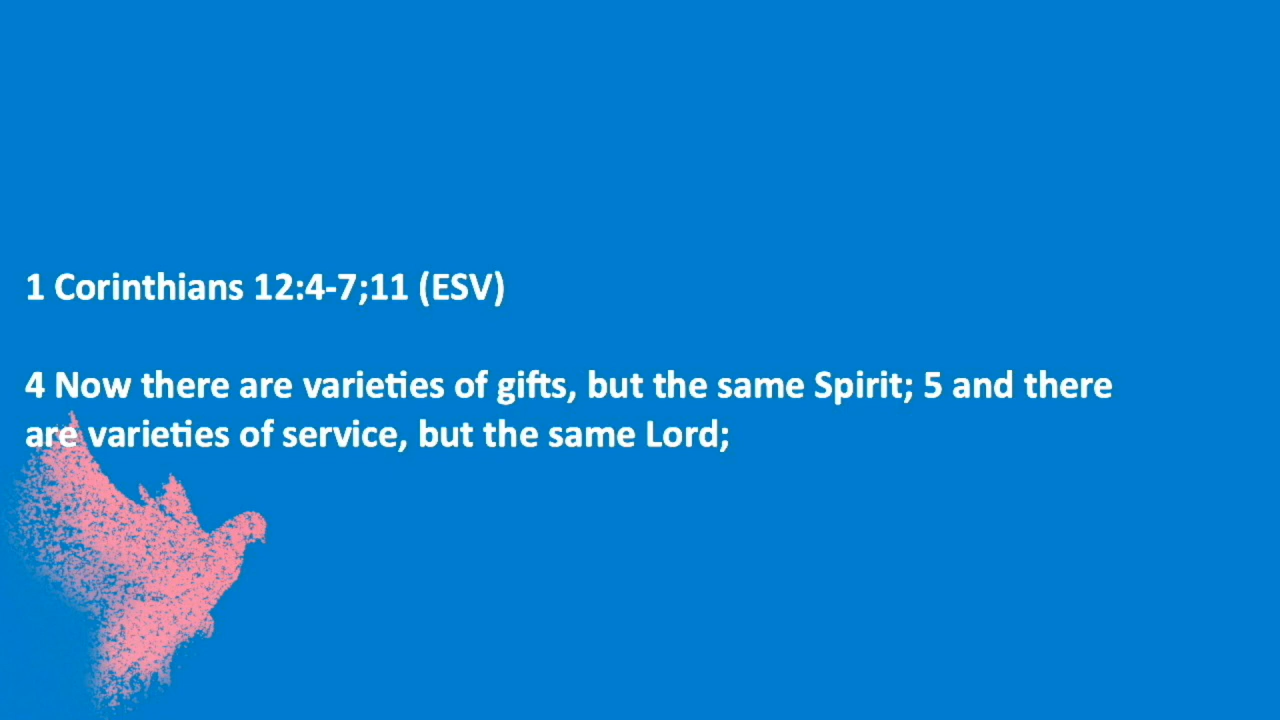 1 Corinthians 12:4-7;11 (ESV)
4 Now there are varieties of gifts, but the same Spirit; 5 and there
are varieties of service, but the same Lord;